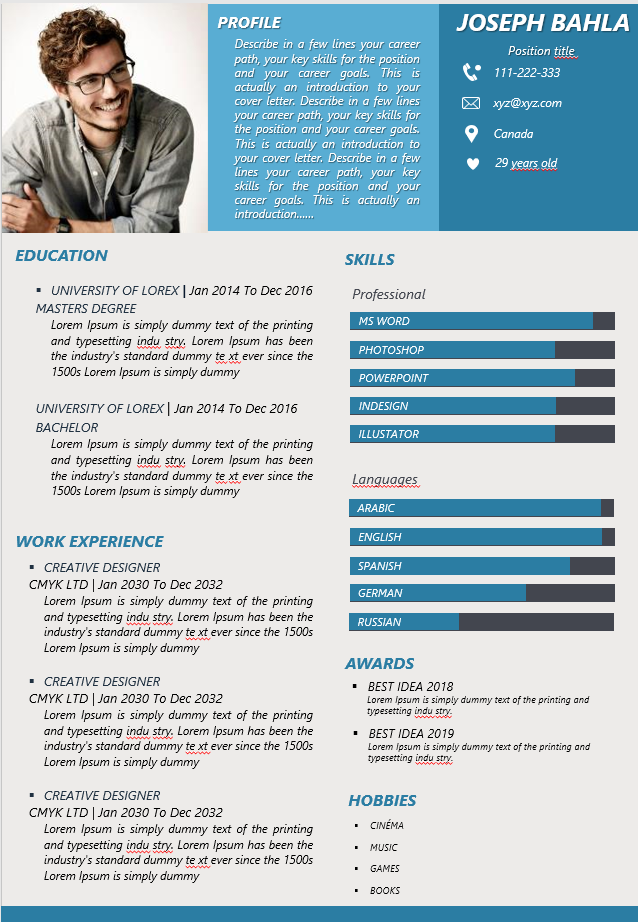 PROFILE
Describe in a few lines your career
path, your key skills for the position
and your career goals. This is
actually an introduction to your
cover letter. Describe in a few lines
your career path, your key skills for
the position and your career goals.
This is actually an introduction to
your cover letter. Describe in a few
lines your career path, your key
skills for the position and your
career goals. This is actually an
introduction......
JOSEPH BAHLA
Position title
111-222-333
xyz@xyz.com
Canada
29 years old
EDUCATION
▪ UNIVERSITY OF LOREX | Jan 2014 To Dec 2016
MASTERS DEGREE
Lorem Ipsum is simply dummy text of the printing
and typesetting indu stry. Lorem Ipsum has been
the industry's standard dummy te xt ever since the
1500s Lorem Ipsum is simply dummy
UNIVERSITY OF LOREX | Jan 2014 To Dec 2016
BACHELOR
Lorem Ipsum is simply dummy text of the printing
and typesetting indu stry. Lorem Ipsum has been
the industry's standard dummy te xt ever since the
1500s Lorem Ipsum is simply dummy
WORK EXPERIENCE
▪ CREATIVE DESIGNER
CMYK LTD | Jan 2030 To Dec 2032
Lorem Ipsum is simply dummy text of the printing
and typesetting indu stry. Lorem Ipsum has been the
industry's standard dummy te xt ever since the 1500s
Lorem Ipsum is simply dummy
▪ CREATIVE DESIGNER
CMYK LTD | Jan 2030 To Dec 2032
Lorem Ipsum is simply dummy text of the printing
and typesetting indu stry. Lorem Ipsum has been the
industry's standard dummy te xt ever since the 1500s
Lorem Ipsum is simply dummy
▪ CREATIVE DESIGNER
CMYK LTD | Jan 2030 To Dec 2032
Lorem Ipsum is simply dummy text of the printing
and typesetting indu stry. Lorem Ipsum has been the
industry's standard dummy te xt ever since the 1500s
Lorem Ipsum is simply dummy
SKILLS
Professional
MS WORD
PHOTOSHOP
POWERPOINT
INDESIGN
ILLUSTATOR
Languages
ARABIC
ENGLISH
SPANISH
GERMAN
RUSSIAN
AWARDS
▪ BEST IDEA 2018
Lorem Ipsum is simply dummy text of the printing and
typesetting indu stry.
▪ BEST IDEA 2019
Lorem Ipsum is simply dummy text of the printing and
typesetting indu stry.
HOBBIES
▪ CINÉMA
▪ MUSIC
▪ GAMES
▪ BOOKS